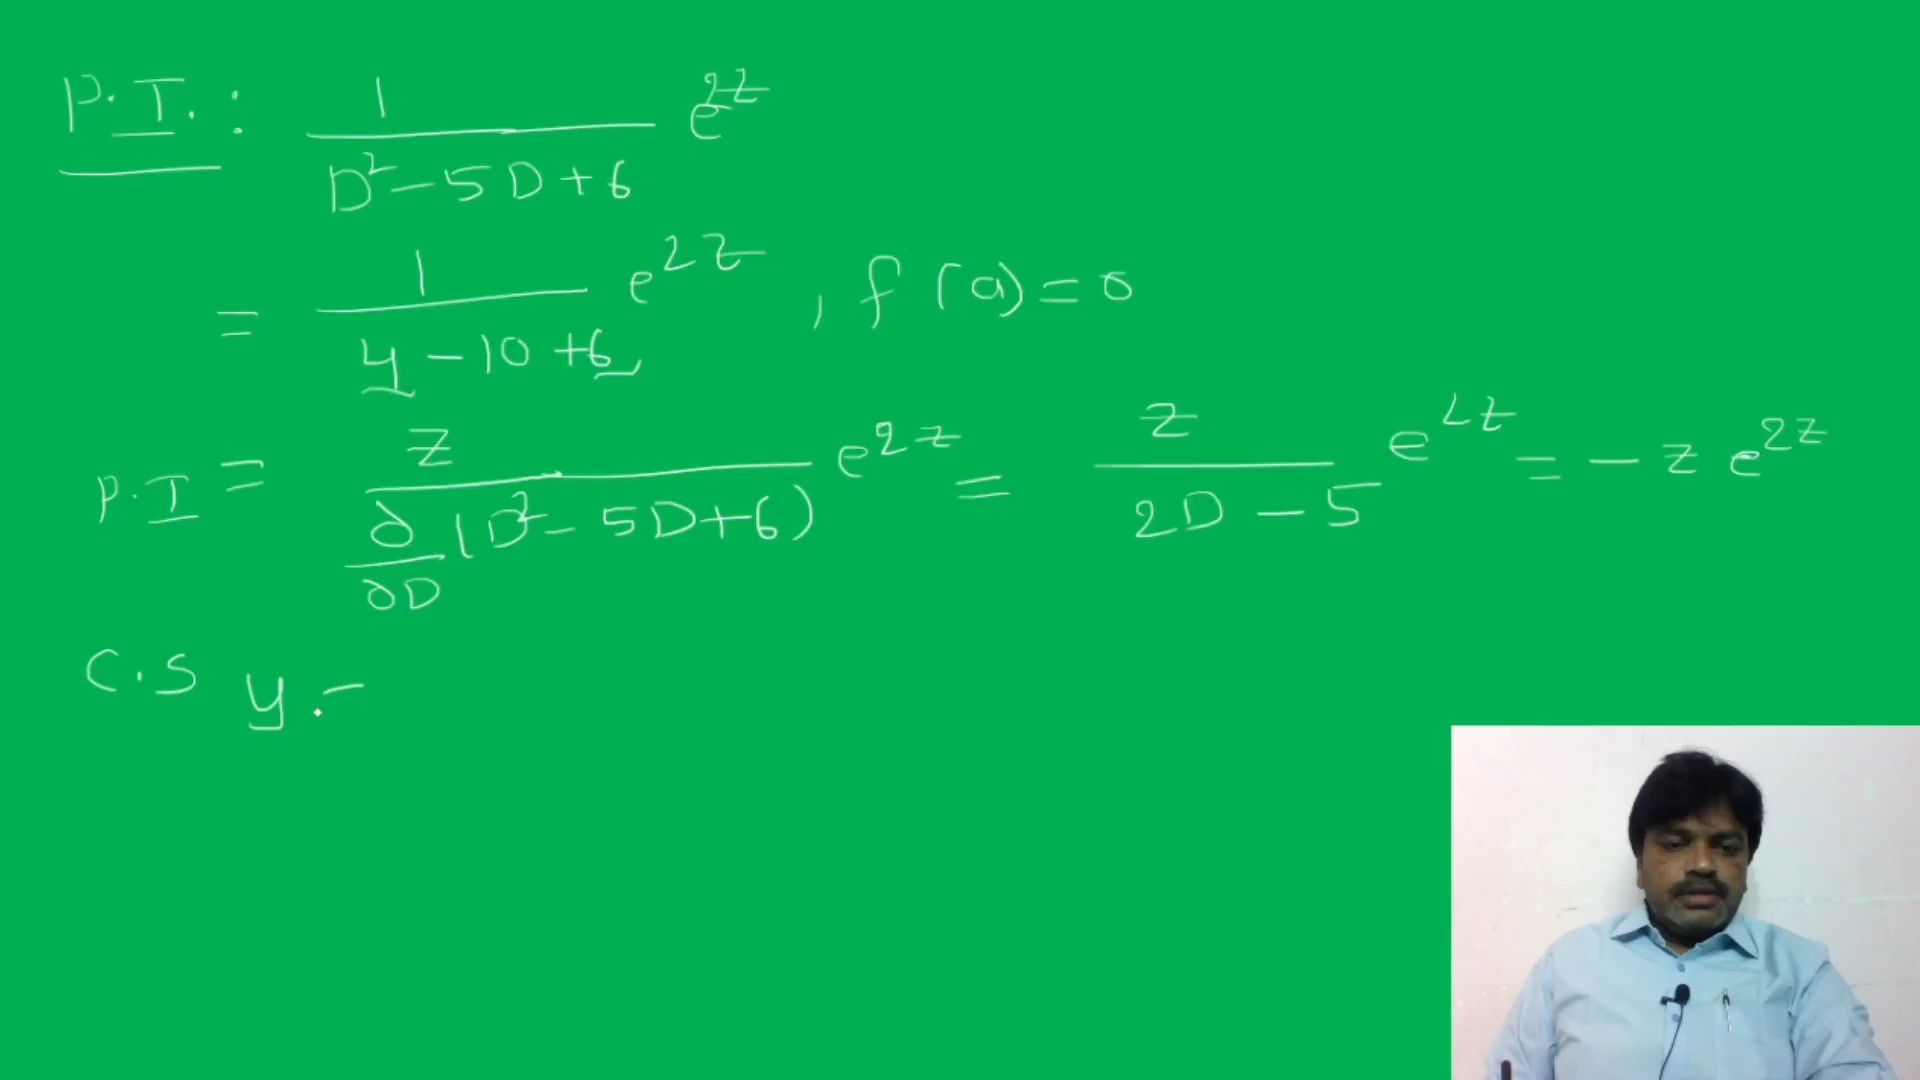 P.I. : 1/(D²-5D+6) e^2z
= 1/(4-10+6) e^2z , f(a)=0
P.I = z/(∂/∂D (D²-5D+6)) e^2z = z/(2D-5) e^2z = -z e^2z
C.S y =